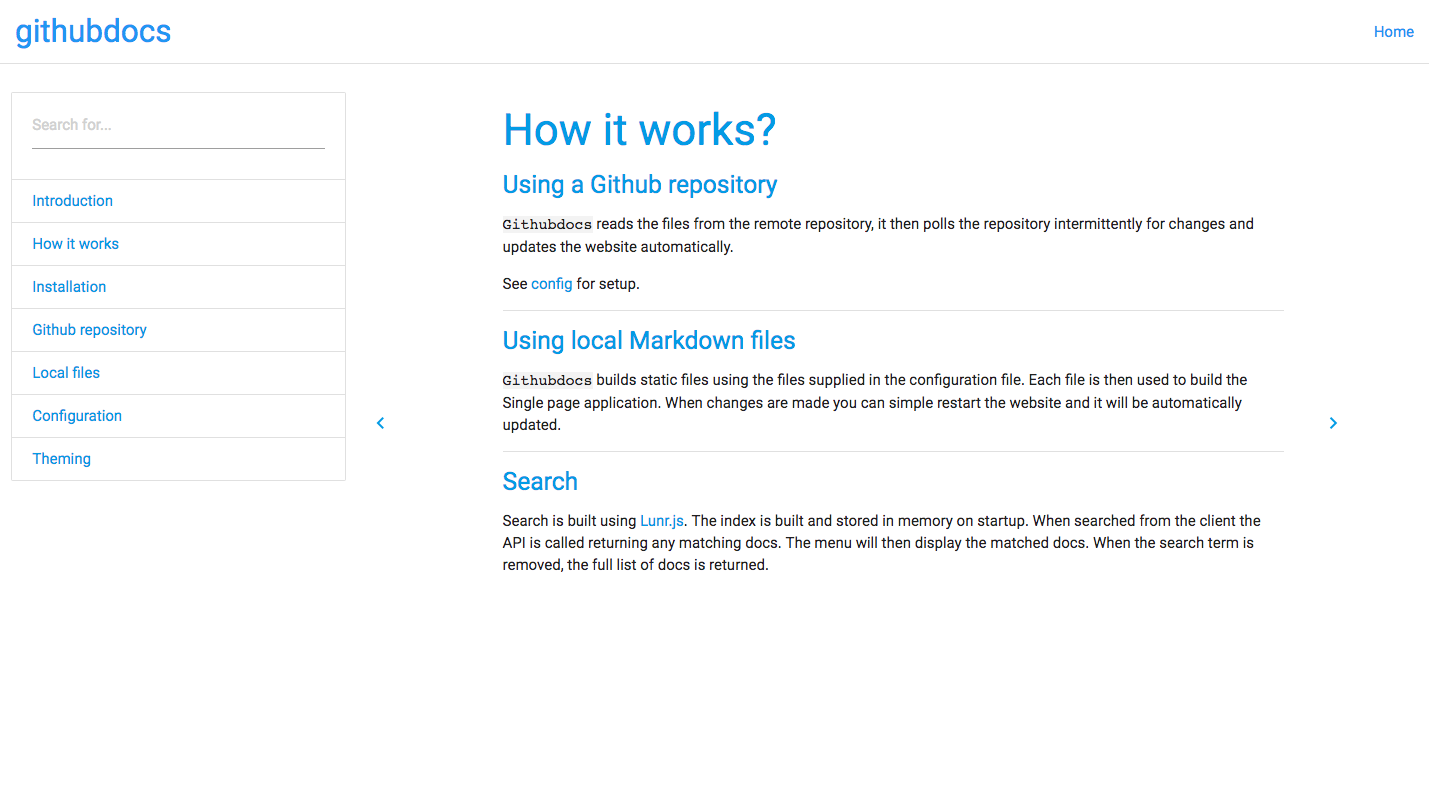 githubdocs
Home
Search for...
Introduction
How it works
Installation
Github repository
Local files
Configuration
Theming
How it works?
Using a Github repository
Githubdocs reads the files from the remote repository, it then polls the repository intermittently for changes and
updates the website automatically.
See config for setup.
Using local Markdown files
Githubdocs builds static files using the files supplied in the configuration file. Each file is then used to build the
Single page application. When changes are made you can simple restart the website and it will be automatically
updated.
Search
Search is built using Lunr.js. The index is built and stored in memory on startup. When searched from the client the
API is called returning any matching docs. The menu will then display the matched docs. When the search term is
removed, the full list of docs is returned.